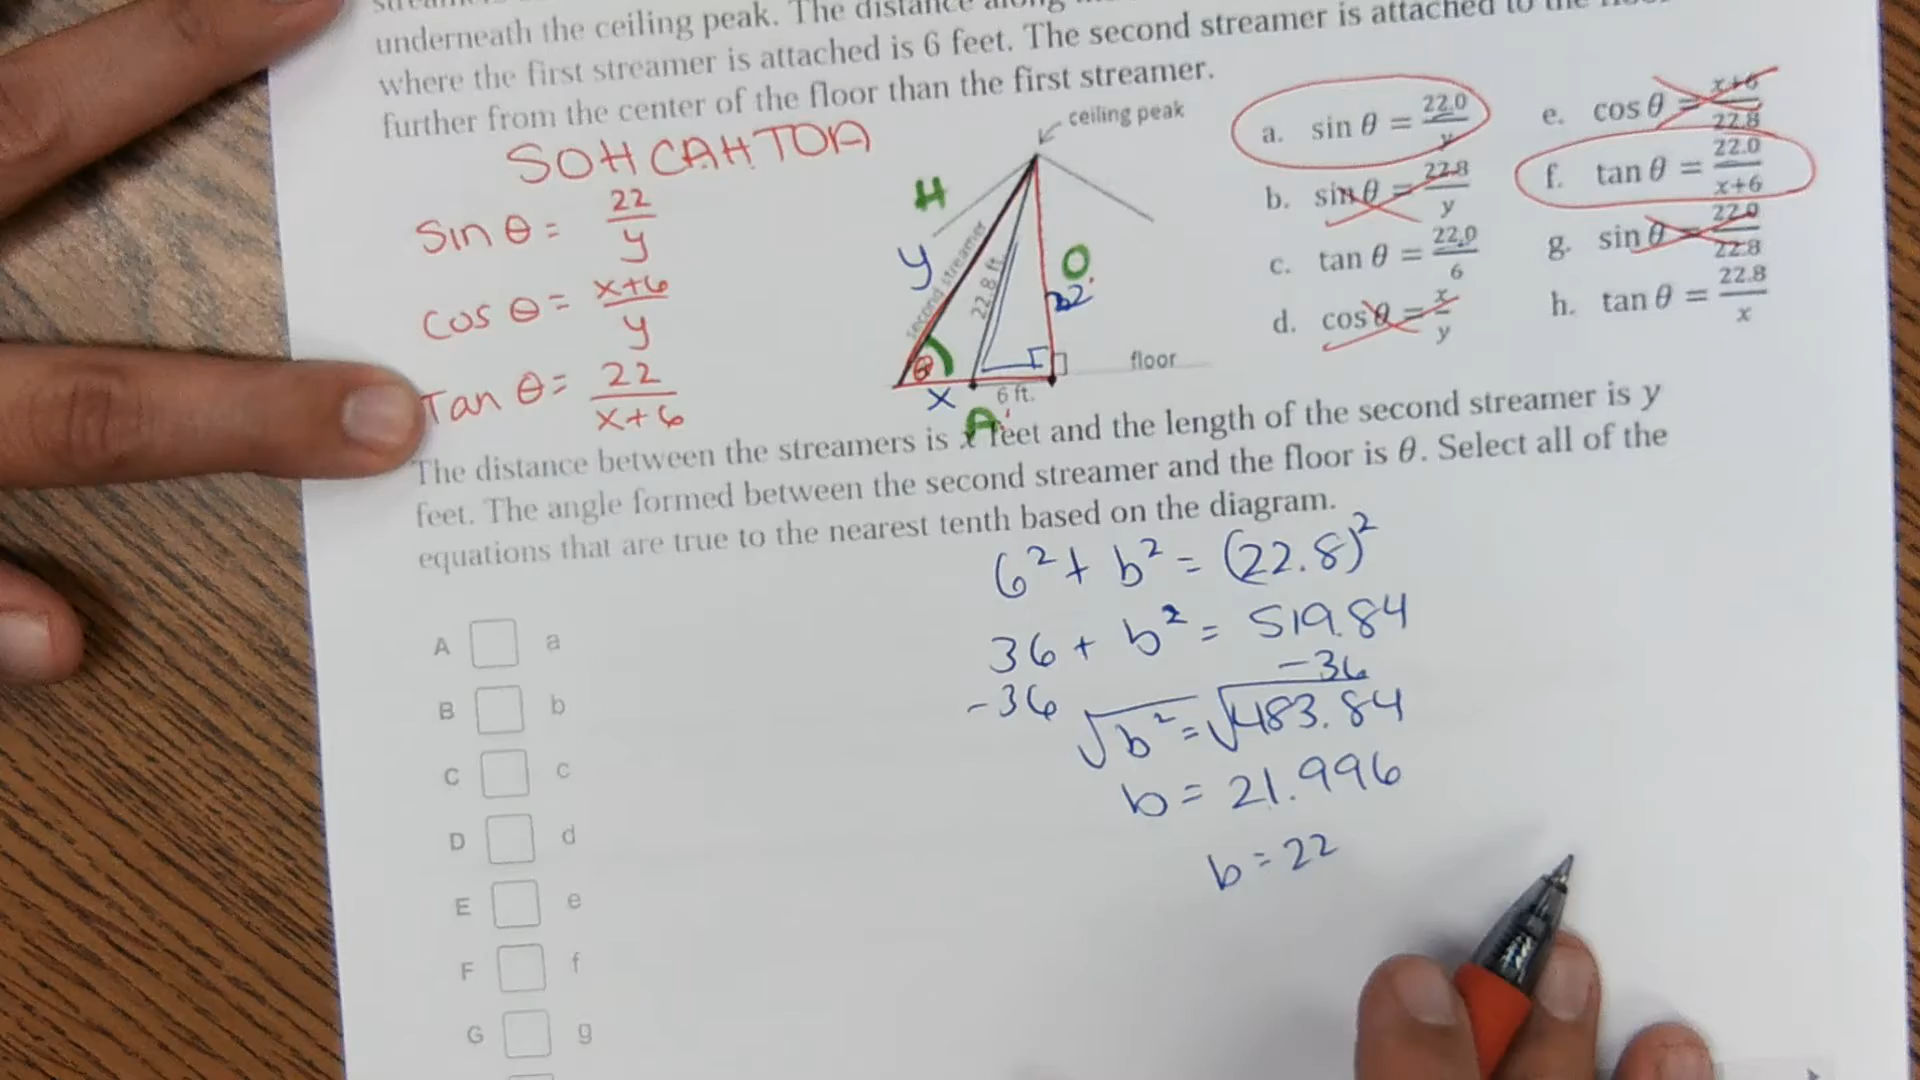 underneath the ceiling peak. The distance along
where the first streamer is attached is 6 feet. The second streamer is attached to the floor
further from the center of the floor than the first streamer.
SOH CAH TOA
sin θ = 22/y
cos θ = x+6/y
Tan θ = 22/x+6
ceiling peak
H
y
second streamer
22.8 ft.
O
22
θ
x
6 ft.
A
floor
a. sin θ = 22.0/y
b. sin θ = 22.8/y
c. tan θ = 22.0/6
d. cos θ = x/y
e. cos θ = x+6/22.8
f. tan θ = 22.0/x+6
g. sin θ = 22.0/22.8
h. tan θ = 22.8/x
The distance between the streamers is x feet and the length of the second streamer is y
feet. The angle formed between the second streamer and the floor is θ. Select all of the
equations that are true to the nearest tenth based on the diagram.
6² + b² = (22.8)²
36 + b² = 519.84
-36 -36
√b² = √483.84
b = 21.996
b = 22
A a
B b
C c
D d
E e
F f
G g